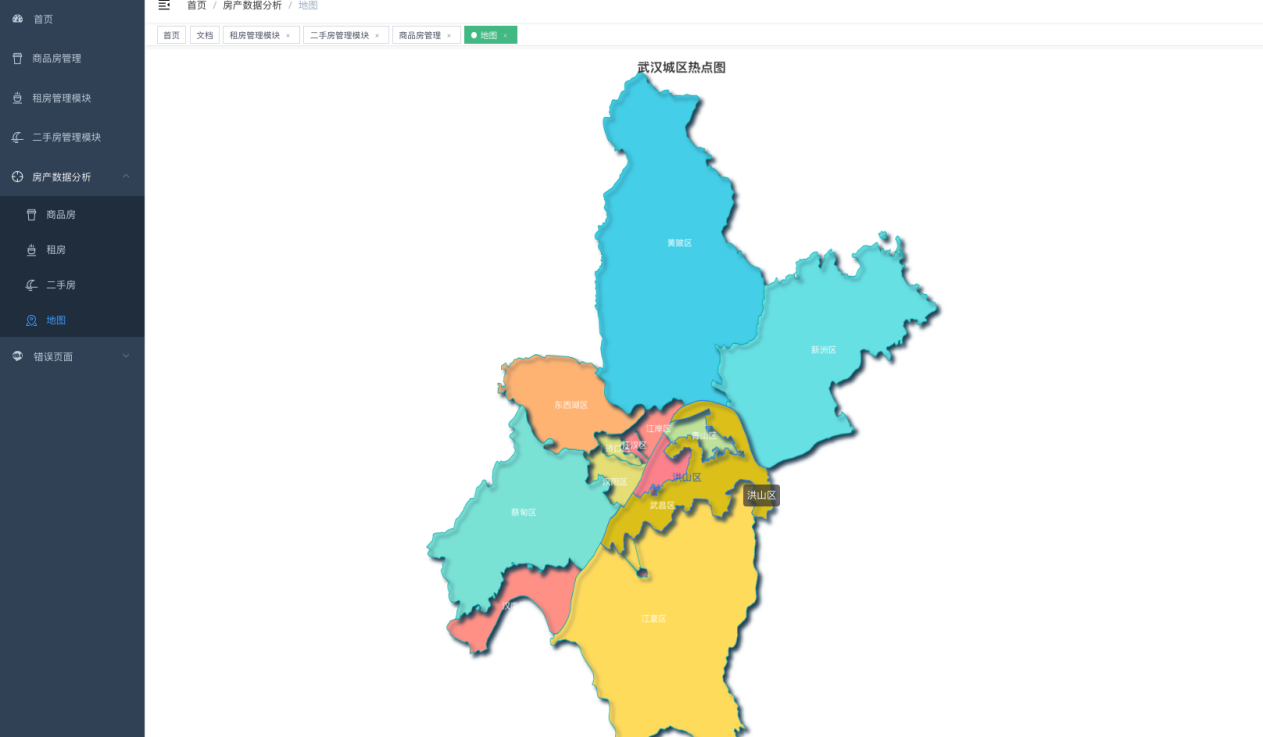 首页
商品房管理
租房管理模块
二手房管理模块
房产数据分析
商品房
租房
二手房
地图
错误页面
首页 / 房产数据分析 / 地图
首页 文档 租房管理模块 × 二手房管理模块 × 商品房管理 × 地图 ×
武汉城区热点图
黄陂区
新洲区
东西湖区
江岸区
青山区
江汉区
洪山区
汉阳区
洪山区
武昌区
蔡甸区
江夏区